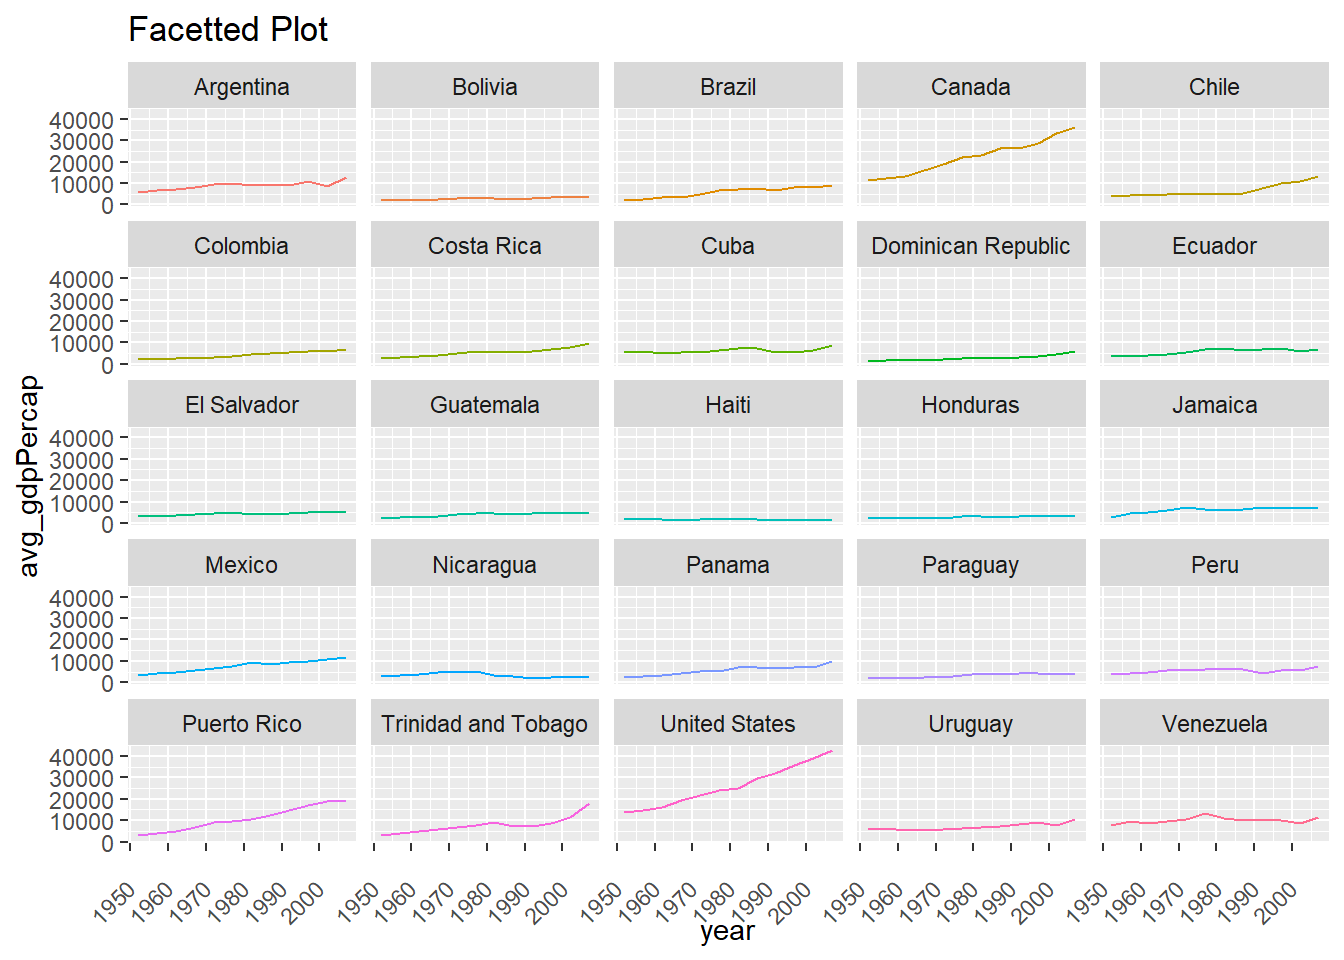 Facetted Plot
Argentina Bolivia Brazil Canada Chile
40000
30000
20000
10000
0
Colombia Costa Rica Cuba Dominican Republic Ecuador
40000
30000
20000
10000
0
El Salvador Guatemala Haiti Honduras Jamaica
40000
30000
20000
10000
0
Mexico Nicaragua Panama Paraguay Peru
40000
30000
20000
10000
0
Puerto Rico Trinidad and Tobago United States Uruguay Venezuela
40000
30000
20000
10000
0
1950 1960 1970 1980 1990 2000 1950 1960 1970 1980 1990 2000 1950 1960 1970 1980 1990 2000 1950 1960 1970 1980 1990 2000 1950 1960 1970 1980 1990 2000
year
avg_gdpPercap